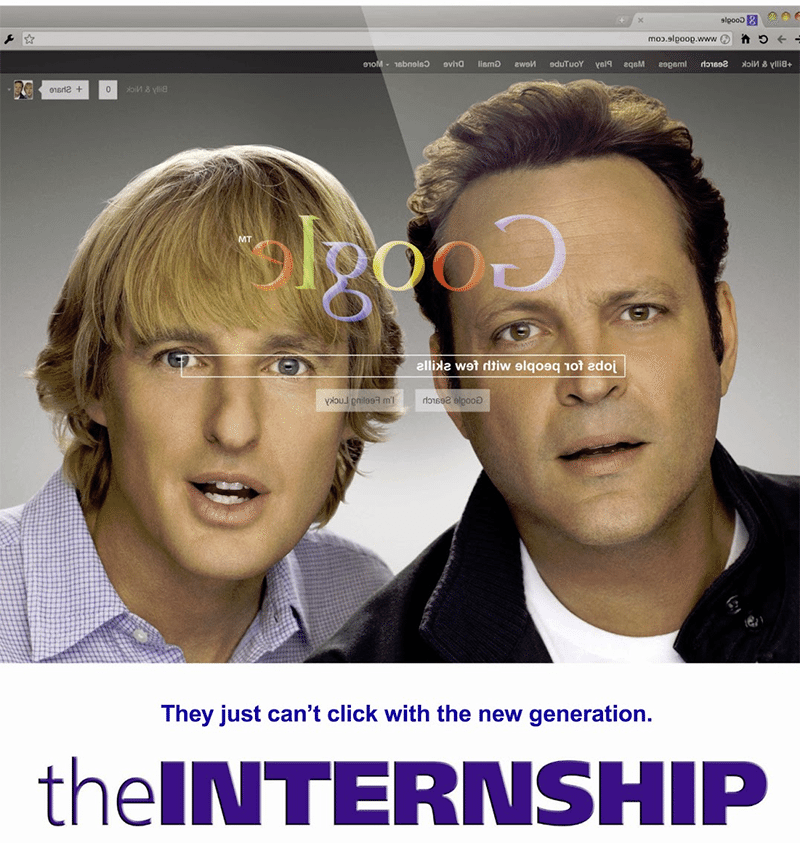 Google
www.google.com
+Billy & Nick Search Images Maps Play YouTube News Gmail Drive Calendar More
Billy & Nick 0 + Share
Google™
jobs for people with few skills
Google Search I'm Feeling Lucky
They just can't click with the new generation.
theINTERNSHIP